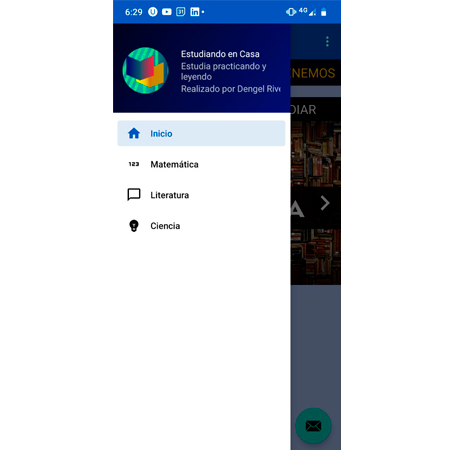 6:29
31
4G
Estudiando en Casa
Estudia practicando y
leyendo
Realizado por Dengel Rive
NEMOS
DIAR
Inicio
123
Matemática
Literatura
A
Ciencia